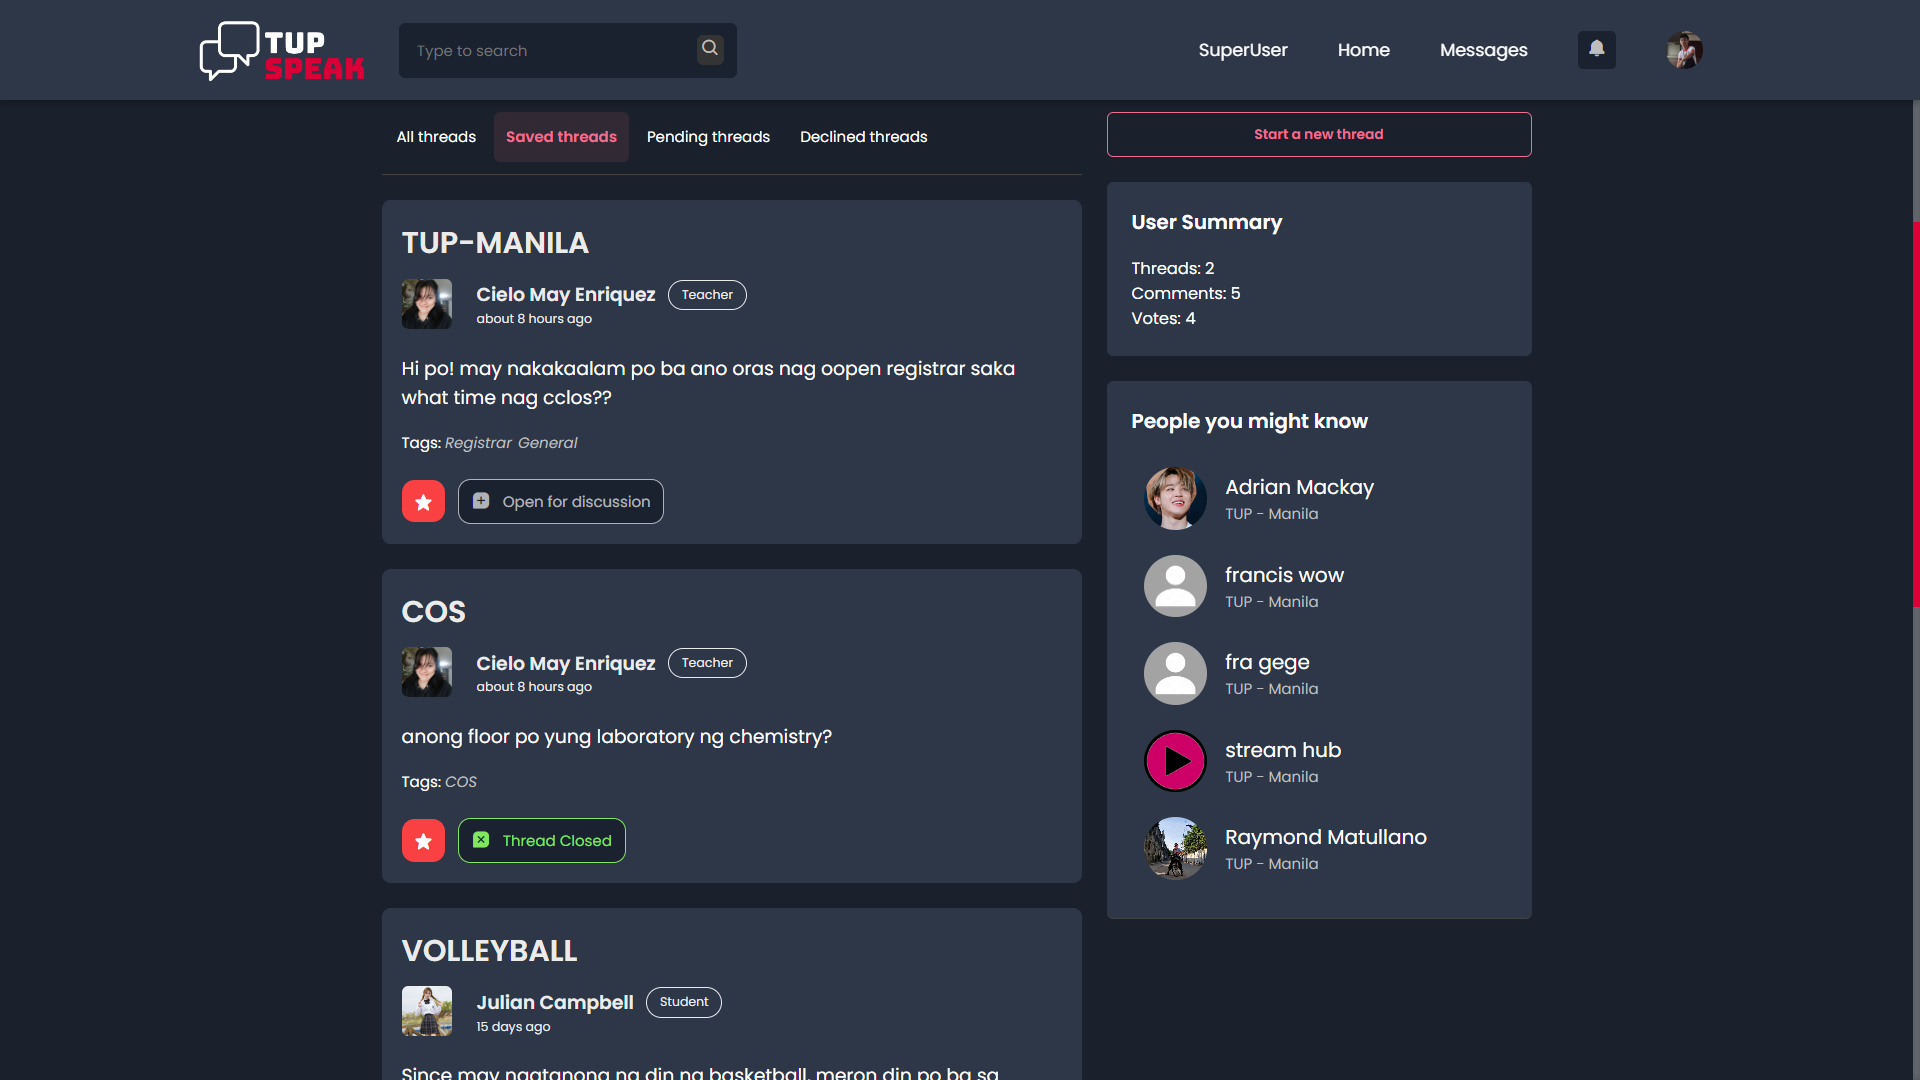 TUP
SPEAK
Type to search
SuperUser
Home
Messages
All threads
Saved threads
Pending threads
Declined threads
Start a new thread
TUP-MANILA
Cielo May Enriquez
Teacher
about 8 hours ago
Hi po! may nakakaalam po ba ano oras nag oopen registrar saka
what time nag cclos??
Tags: Registrar General
Open for discussion
COS
Cielo May Enriquez
Teacher
about 8 hours ago
anong floor po yung laboratory ng chemistry?
Tags: COS
Thread Closed
VOLLEYBALL
Julian Campbell
Student
15 days ago
Since may nagtanong na din ng basketball, meron din po ba sa
User Summary
Threads: 2
Comments: 5
Votes: 4
People you might know
Adrian Mackay
TUP - Manila
francis wow
TUP - Manila
fra gege
TUP - Manila
stream hub
TUP - Manila
Raymond Matullano
TUP - Manila